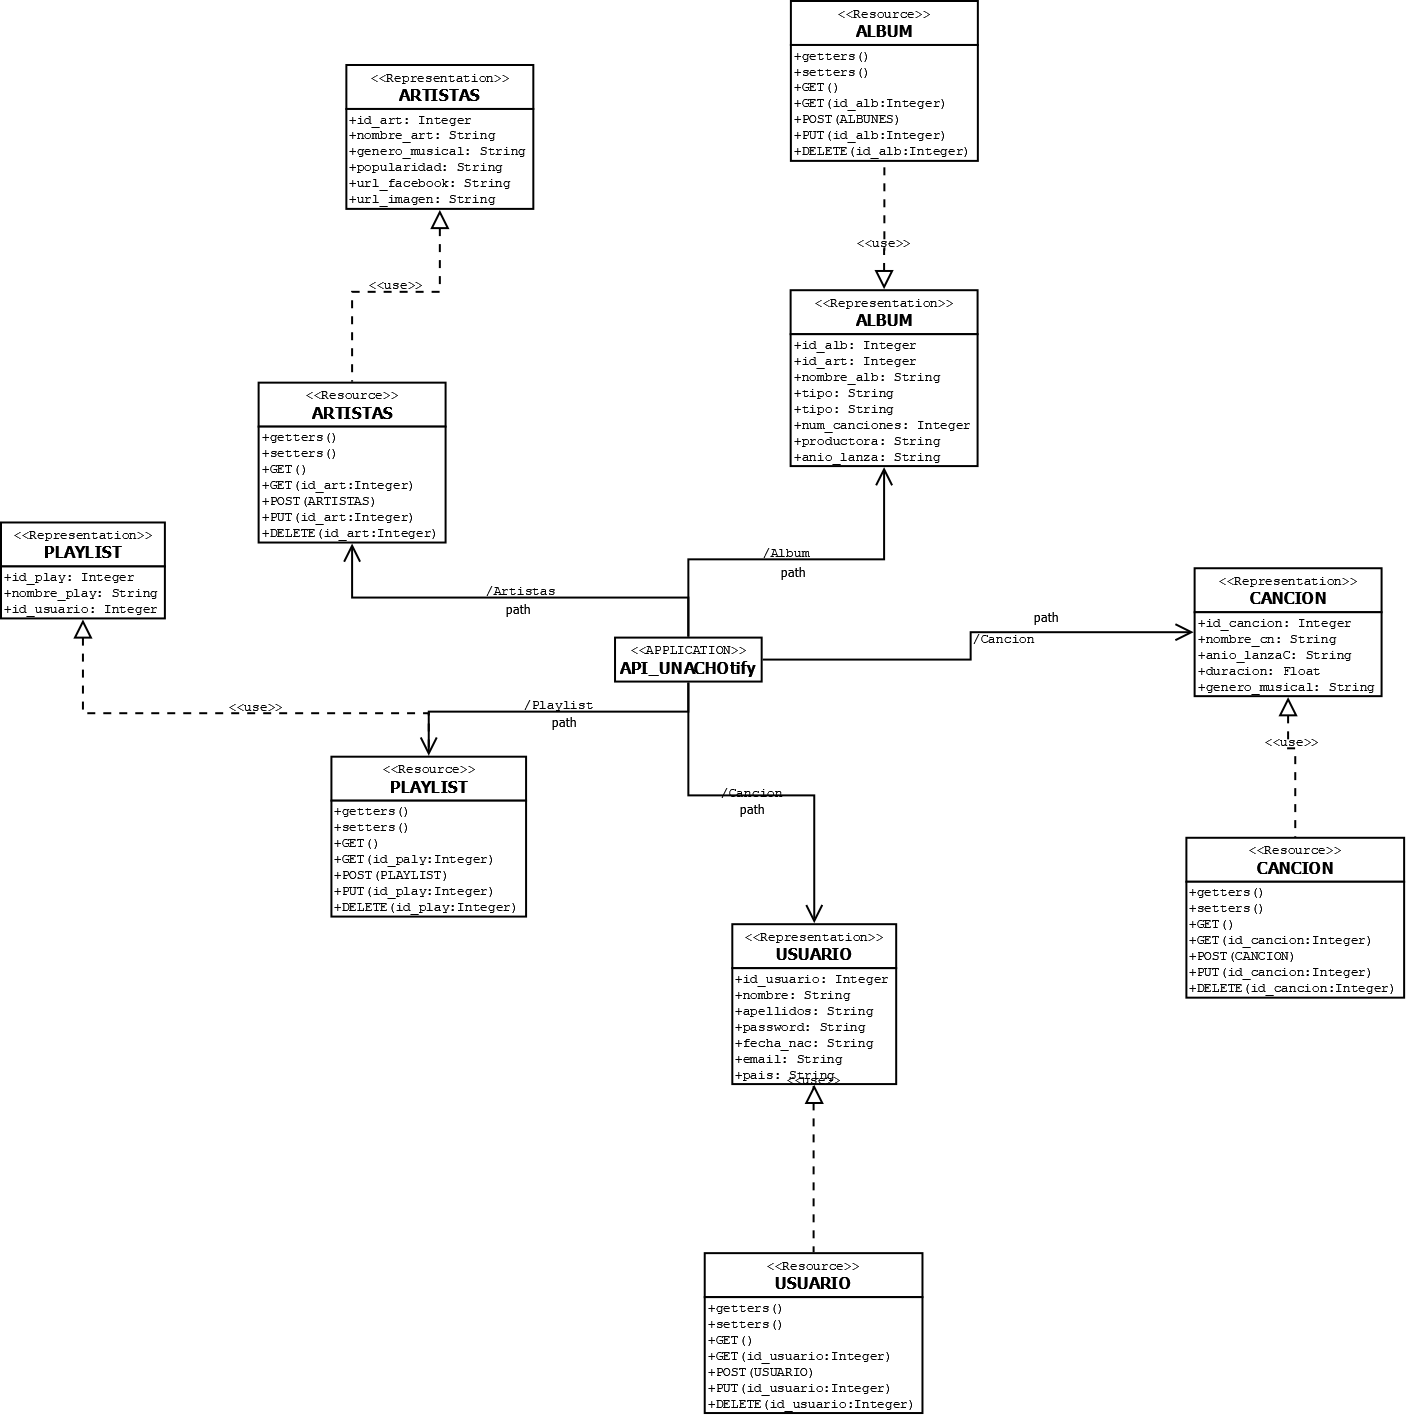 <<Resource>>
ALBUM
+getters()
+setters()
+GET()
+GET(id_alb:Integer)
+POST(ALBUNES)
+PUT(id_alb:Integer)
+DELETE(id_alb:Integer)
<<Representation>>
ARTISTAS
+id_art: Integer
+nombre_art: String
+genero_musical: String
+popularidad: String
+url_facebook: String
+url_imagen: String
<<use>>
<<use>>
<<Representation>>
ALBUM
+id_alb: Integer
+id_art: Integer
+nombre_alb: String
+tipo: String
+tipo: String
+num_canciones: Integer
+productora: String
+anio_lanza: String
<<Resource>>
ARTISTAS
+getters()
+setters()
+GET()
+GET(id_art:Integer)
+POST(ARTISTAS)
+PUT(id_art:Integer)
+DELETE(id_art:Integer)
<<Representation>>
PLAYLIST
+id_play: Integer
+nombre_play: String
+id_usuario: Integer
/Album
path
/Artistas
path
<<Representation>>
CANCION
+id_cancion: Integer
+nombre_cn: String
+anio_lanzaC: String
+duracion: Float
+genero_musical: String
path
/Cancion
<<APPLICATION>>
API_UNACHOtify
<<use>>
/Playlist
path
<<use>>
<<Resource>>
PLAYLIST
+getters()
+setters()
+GET()
+GET(id_paly:Integer)
+POST(PLAYLIST)
+PUT(id_play:Integer)
+DELETE(id_play:Integer)
/Cancion
path
<<Resource>>
CANCION
+getters()
+setters()
+GET()
+GET(id_cancion:Integer)
+POST(CANCION)
+PUT(id_cancion:Integer)
+DELETE(id_cancion:Integer)
<<Representation>>
USUARIO
+id_usuario: Integer
+nombre: String
+apellidos: String
+password: String
+fecha_nac: String
+email: String
+pais: String
<<use>>
<<Resource>>
USUARIO
+getters()
+setters()
+GET()
+GET(id_usuario:Integer)
+POST(USUARIO)
+PUT(id_usuario:Integer)
+DELETE(id_usuario:Integer)